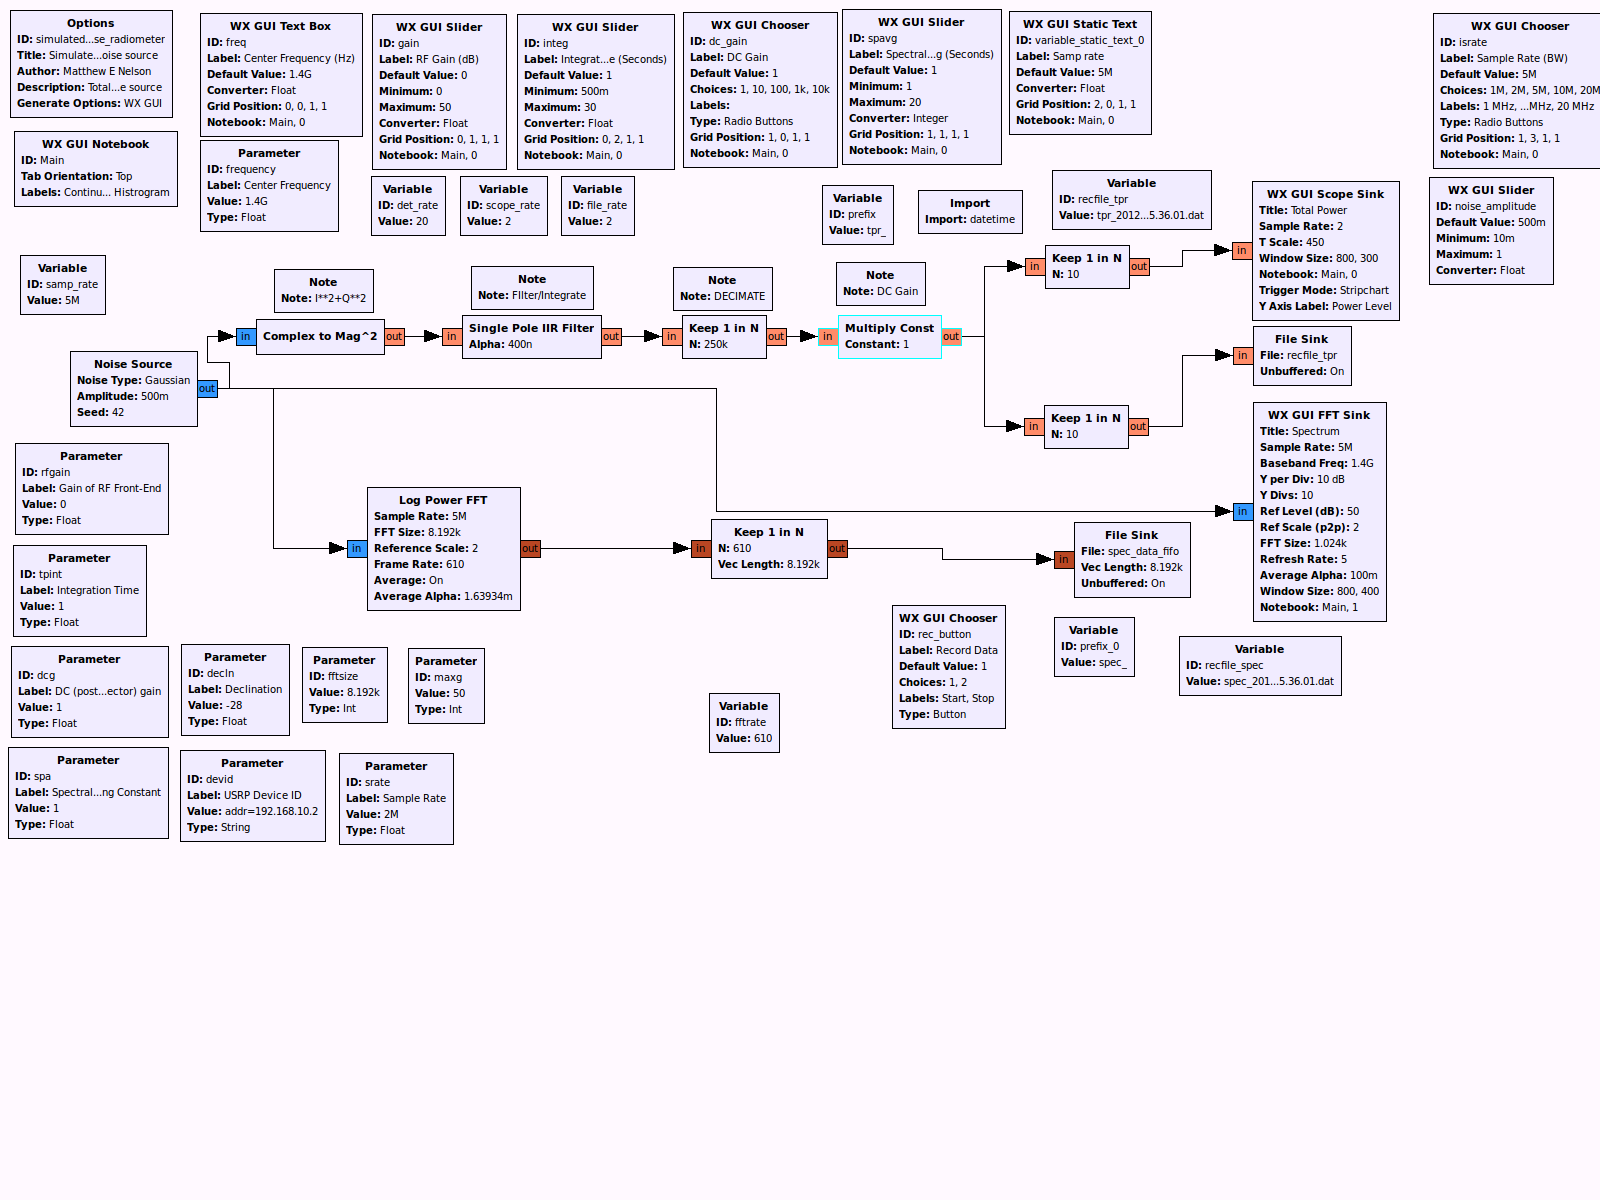 Options
ID: simulated...se_radiometer
Title: Simulate...oise source
Author: Matthew E Nelson
Description: Total...e source
Generate Options: WX GUI
WX GUI Text Box
ID: freq
Label: Center Frequency (Hz)
Default Value: 1.4G
Converter: Float
Grid Position: 0, 0, 1, 1
Notebook: Main, 0
WX GUI Slider
ID: gain
Label: RF Gain (dB)
Default Value: 0
Minimum: 0
Maximum: 50
Converter: Float
Grid Position: 0, 1, 1, 1
Notebook: Main, 0
WX GUI Slider
ID: integ
Label: Integrat...e (Seconds)
Default Value: 1
Minimum: 500m
Maximum: 30
Converter: Float
Grid Position: 0, 2, 1, 1
Notebook: Main, 0
WX GUI Chooser
ID: dc_gain
Label: DC Gain
Default Value: 1
Choices: 1, 10, 100, 1k, 10k
Labels:
Type: Radio Buttons
Grid Position: 1, 0, 1, 1
Notebook: Main, 0
WX GUI Slider
ID: spavg
Label: Spectral...g (Seconds)
Default Value: 1
Minimum: 1
Maximum: 20
Converter: Integer
Grid Position: 1, 1, 1, 1
Notebook: Main, 0
WX GUI Static Text
ID: variable_static_text_0
Label: Samp rate
Default Value: 5M
Converter: Float
Grid Position: 2, 0, 1, 1
Notebook: Main, 0
WX GUI Chooser
ID: israte
Label: Sample Rate (BW)
Default Value: 5M
Choices: 1M, 2M, 5M, 10M, 20M
Labels: 1 MHz, ...MHz, 20 MHz
Type: Radio Buttons
Grid Position: 1, 3, 1, 1
Notebook: Main, 0
WX GUI Notebook
ID: Main
Tab Orientation: Top
Labels: Continu... Histrogram
Parameter
ID: frequency
Label: Center Frequency
Value: 1.4G
Type: Float
Variable
ID: det_rate
Value: 20
Variable
ID: scope_rate
Value: 2
Variable
ID: file_rate
Value: 2
Variable
ID: prefix
Value: tpr_
Import
Import: datetime
Variable
ID: recfile_tpr
Value: tpr_2012...5.36.01.dat
WX GUI Scope Sink
Title: Total Power
Sample Rate: 2
T Scale: 450
Window Size: 800, 300
Notebook: Main, 0
Trigger Mode: Stripchart
Y Axis Label: Power Level
in
WX GUI Slider
ID: noise_amplitude
Default Value: 500m
Minimum: 10m
Maximum: 1
Converter: Float
Variable
ID: samp_rate
Value: 5M
Note
Note: I**2+Q**2
Note
Note: FIlter/Integrate
Note
Note: DECIMATE
Note
Note: DC Gain
in
Keep 1 in N
N: 10
out
in
Complex to Mag^2
out
in
Single Pole IIR Filter
Alpha: 400n
out
in
Keep 1 in N
N: 250k
out
in
Multiply Const
Constant: 1
out
in
File Sink
File: recfile_tpr
Unbuffered: On
Noise Source
Noise Type: Gaussian
Amplitude: 500m
Seed: 42
out
in
Keep 1 in N
N: 10
out
in
WX GUI FFT Sink
Title: Spectrum
Sample Rate: 5M
Baseband Freq: 1.4G
Y per Div: 10 dB
Y Divs: 10
Ref Level (dB): 50
Ref Scale (p2p): 2
FFT Size: 1.024k
Refresh Rate: 5
Average Alpha: 100m
Window Size: 800, 400
Notebook: Main, 1
Parameter
ID: rfgain
Label: Gain of RF Front-End
Value: 0
Type: Float
in
Log Power FFT
Sample Rate: 5M
FFT Size: 8.192k
Reference Scale: 2
Frame Rate: 610
Average: On
Average Alpha: 1.63934m
out
in
Keep 1 in N
N: 610
Vec Length: 8.192k
out
in
File Sink
File: spec_data_fifo
Vec Length: 8.192k
Unbuffered: On
Parameter
ID: tpint
Label: Integration Time
Value: 1
Type: Float
WX GUI Chooser
ID: rec_button
Label: Record Data
Default Value: 1
Choices: 1, 2
Labels: Start, Stop
Type: Button
Variable
ID: prefix_0
Value: spec_
Variable
ID: recfile_spec
Value: spec_201...5.36.01.dat
Parameter
ID: dcg
Label: DC (post...ector) gain
Value: 1
Type: Float
Parameter
ID: decln
Label: Declination
Value: -28
Type: Float
Parameter
ID: fftsize
Value: 8.192k
Type: Int
Parameter
ID: maxg
Value: 50
Type: Int
Variable
ID: fftrate
Value: 610
Parameter
ID: spa
Label: Spectral...ng Constant
Value: 1
Type: Float
Parameter
ID: devid
Label: USRP Device ID
Value: addr=192.168.10.2
Type: String
Parameter
ID: srate
Label: Sample Rate
Value: 2M
Type: Float